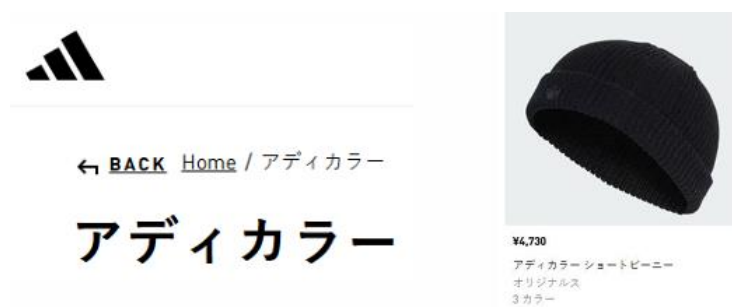 BACK Home / アディカラー
アディカラー
¥4,730
アディカラー ショートビーニー
オリジナルス
3 カラー